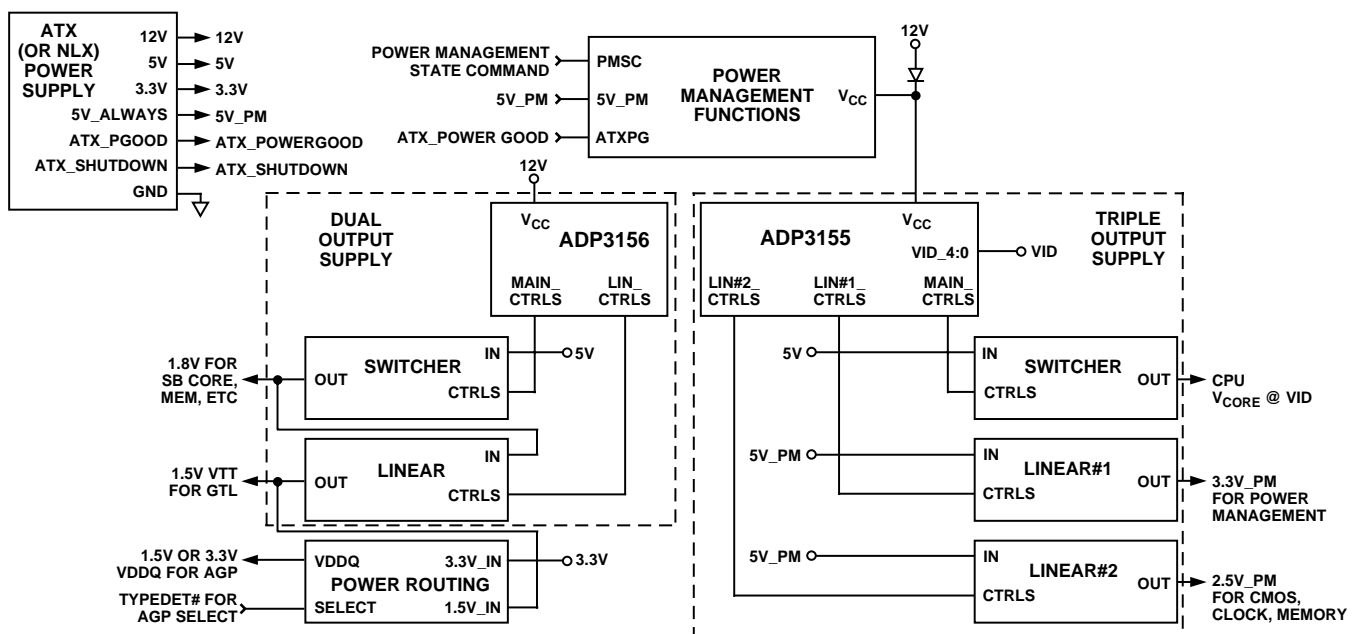 ATX
(OR NLX)
POWER
SUPPLY
12V
12V
5V
5V
3.3V
3.3V
5V_ALWAYS
5V_PM
ATX_PGOOD
ATX_POWERGOOD
ATX_SHUTDOWN
ATX_SHUTDOWN
GND
POWER MANAGEMENT
STATE COMMAND
PMSC
5V_PM
5V_PM
ATX_POWER GOOD
ATXPG
POWER
MANAGEMENT
FUNCTIONS
VCC
12V
12V
DUAL
OUTPUT
SUPPLY
VCC
ADP3156
MAIN_
CTRLS
LIN_
CTRLS
ADP3155
VCC
VID_4:0
VID
LIN#2_
CTRLS
LIN#1_
CTRLS
MAIN_
CTRLS
TRIPLE
OUTPUT
SUPPLY
1.8V FOR
SB CORE,
MEM, ETC
OUT
SWITCHER
IN
5V
CTRLS
1.5V VTT
FOR GTL
OUT
LINEAR
IN
CTRLS
1.5V OR 3.3V
VDDQ FOR AGP
TYPEDET# FOR
AGP SELECT
VDDQ
3.3V_IN
3.3V
POWER ROUTING
SELECT
1.5V_IN
5V
IN
SWITCHER
CTRLS
OUT
CPU
VCORE @ VID
5V_PM
IN
LINEAR#1
CTRLS
OUT
3.3V_PM
FOR POWER
MANAGEMENT
5V_PM
IN
LINEAR#2
CTRLS
OUT
2.5V_PM
FOR CMOS,
CLOCK, MEMORY